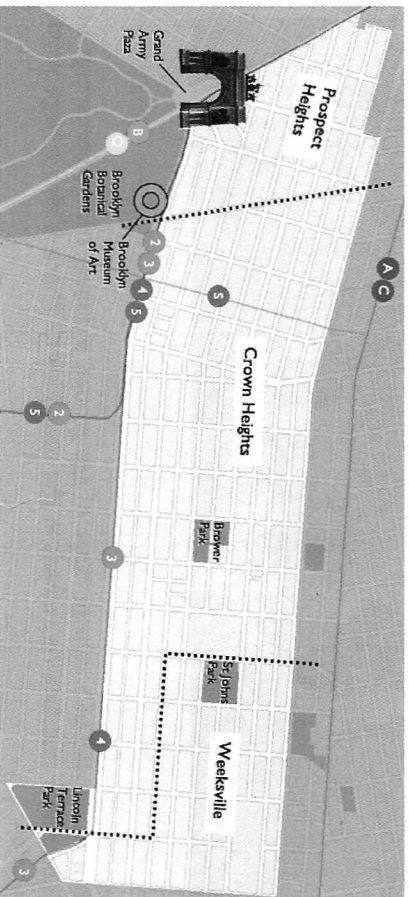 Grand
Army
Plaza
Prospect
Heights
B
Q
Brooklyn
Botanical
Gardens
Brooklyn
Museum
of Art
2
3
4
5
S
A
C
Crown Heights
5
2
Brower
Park
3
St Johns
Park
Weeksville
4
Lincoln
Terrace
Park
3